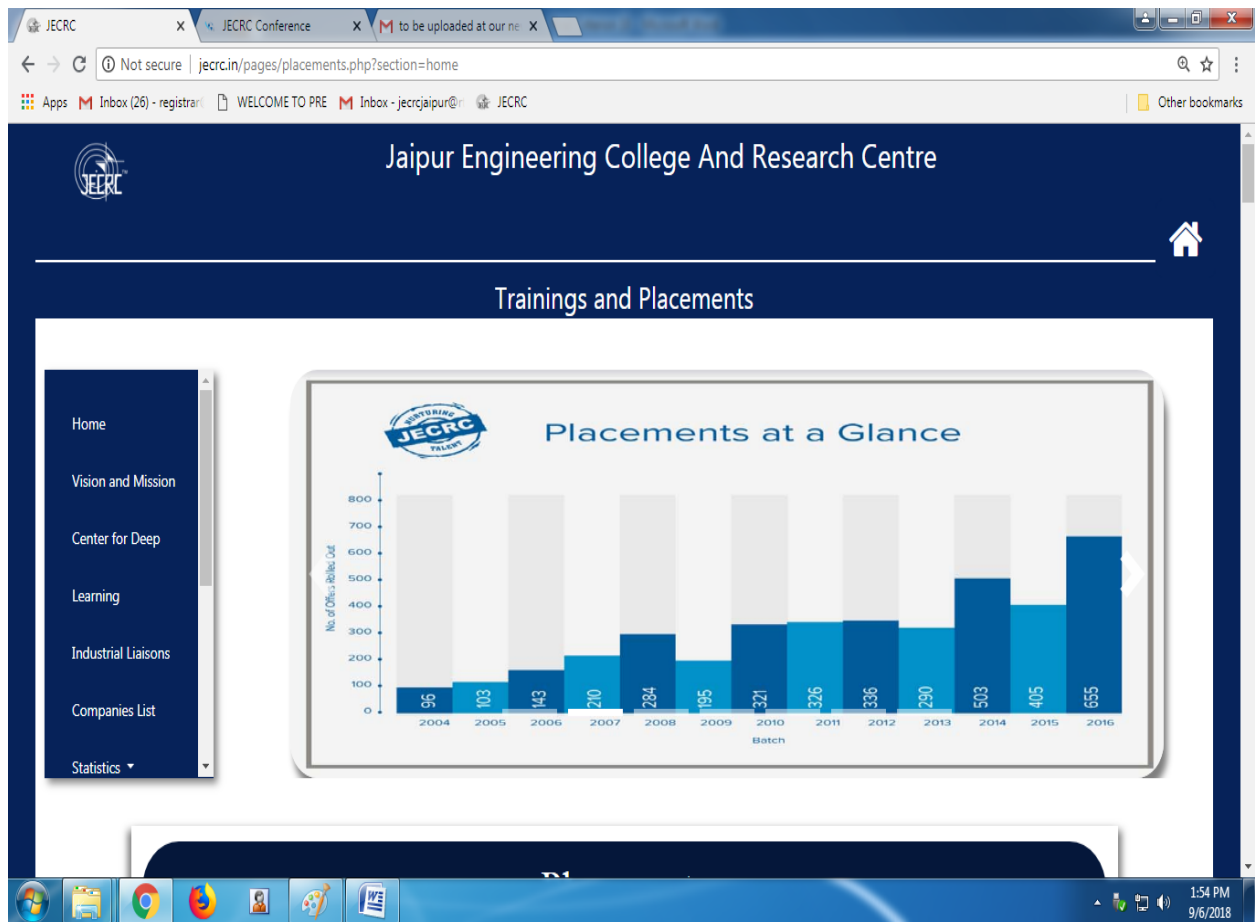 JECRC
JECRC Conference
to be uploaded at our ne
Not secure
jecrc.in/pages/placements.php?section=home
Apps
Inbox (26) - registrar
WELCOME TO PRE
Inbox - jecrcjaipur@
JECRC
Other bookmarks
JECRC
Jaipur Engineering College And Research Centre
Trainings and Placements
Home
Vision and Mission
Center for Deep
Learning
Industrial Liaisons
Companies List
Statistics
NURTURING
JECRC
TALENT
Placements at a Glance
No. of Offers Rolled Out
800
700
600
500
400
300
200
100
0
96
103
143
210
284
195
321
326
336
290
503
405
655
2004
2005
2006
2007
2008
2009
2010
2011
2012
2013
2014
2015
2016
Batch
1:54 PM
9/6/2018